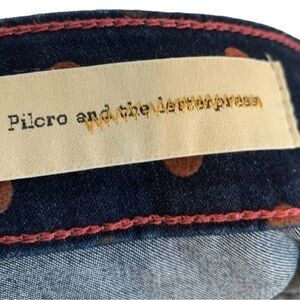 Pilcro and the letterpress